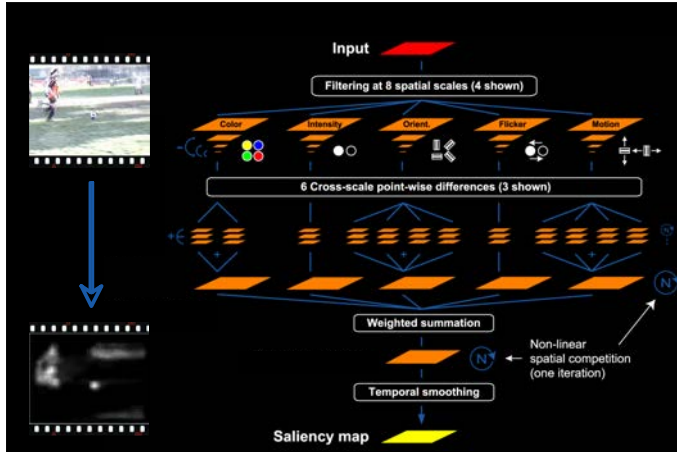 Input
Filtering at 8 spatial scales (4 shown)
Color Intensity Orient. Flicker Motion
6 Cross-scale point-wise differences (3 shown)
N
Weighted summation
N
Non-linear
spatial competition
(one iteration)
Temporal smoothing
Saliency map